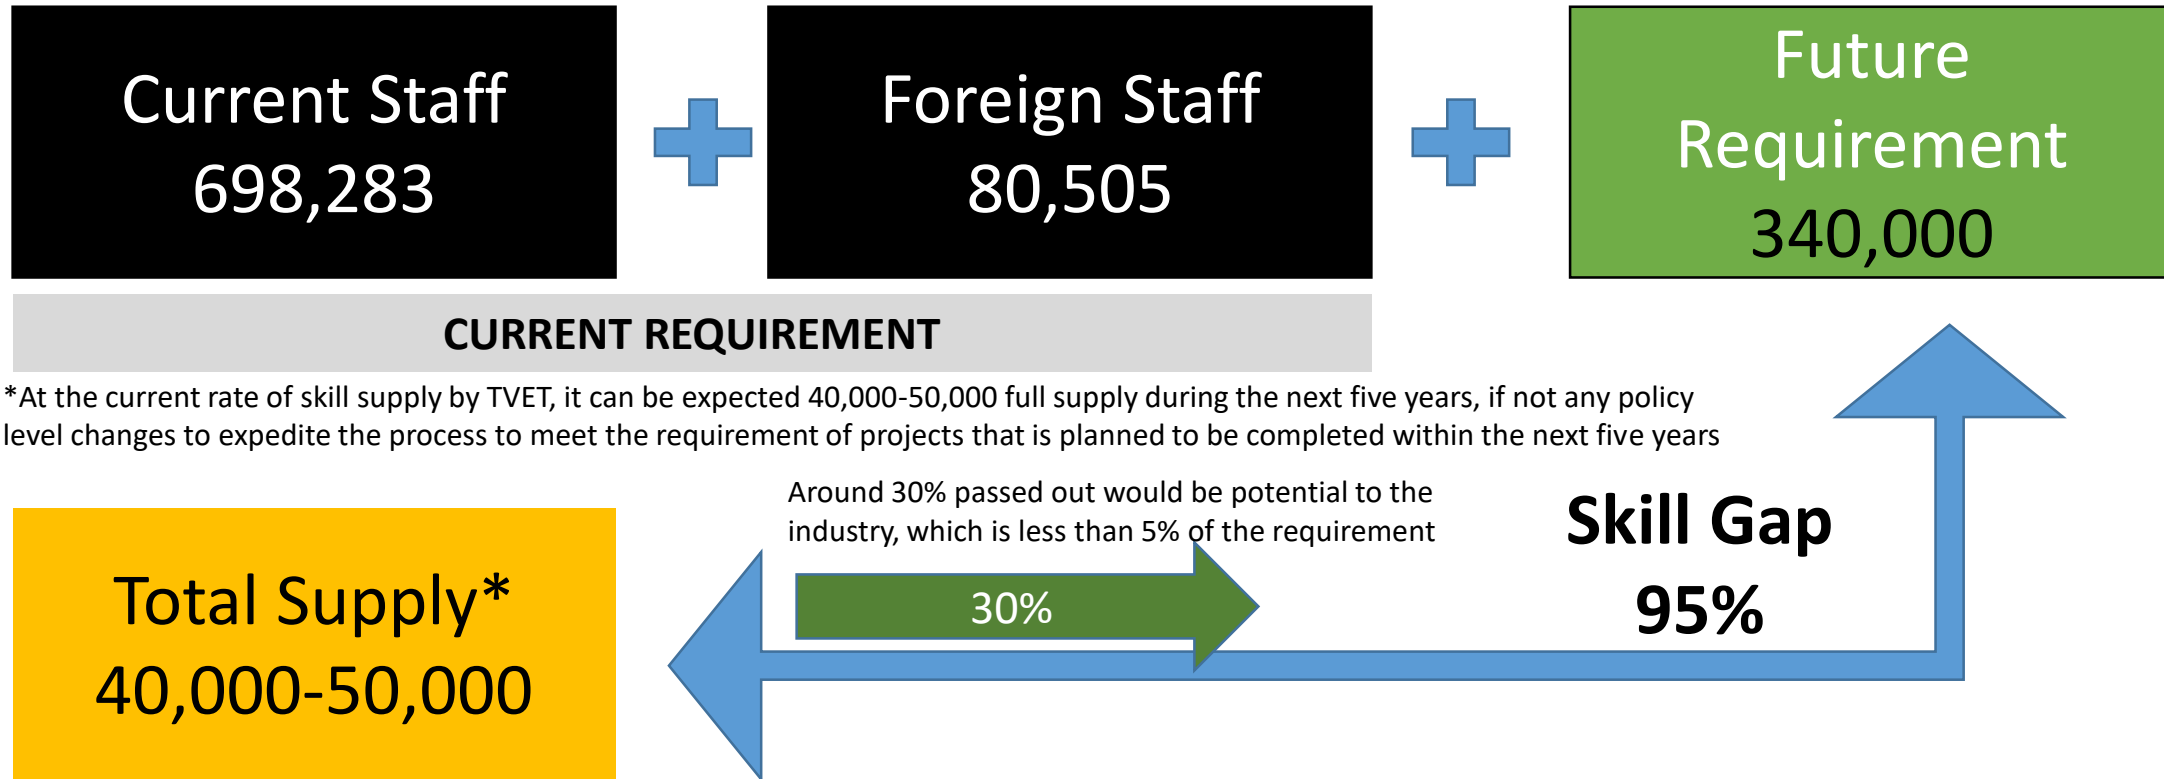 Current Staff
698,283
Foreign Staff
80,505
Future
Requirement
340,000
CURRENT REQUIREMENT
*At the current rate of skill supply by TVET, it can be expected 40,000-50,000 full supply during the next five years, if not any policy
level changes to expedite the process to meet the requirement of projects that is planned to be completed within the next five years
Around 30% passed out would be potential to the
industry, which is less than 5% of the requirement
Skill Gap
95%
Total Supply*
40,000-50,000
30%